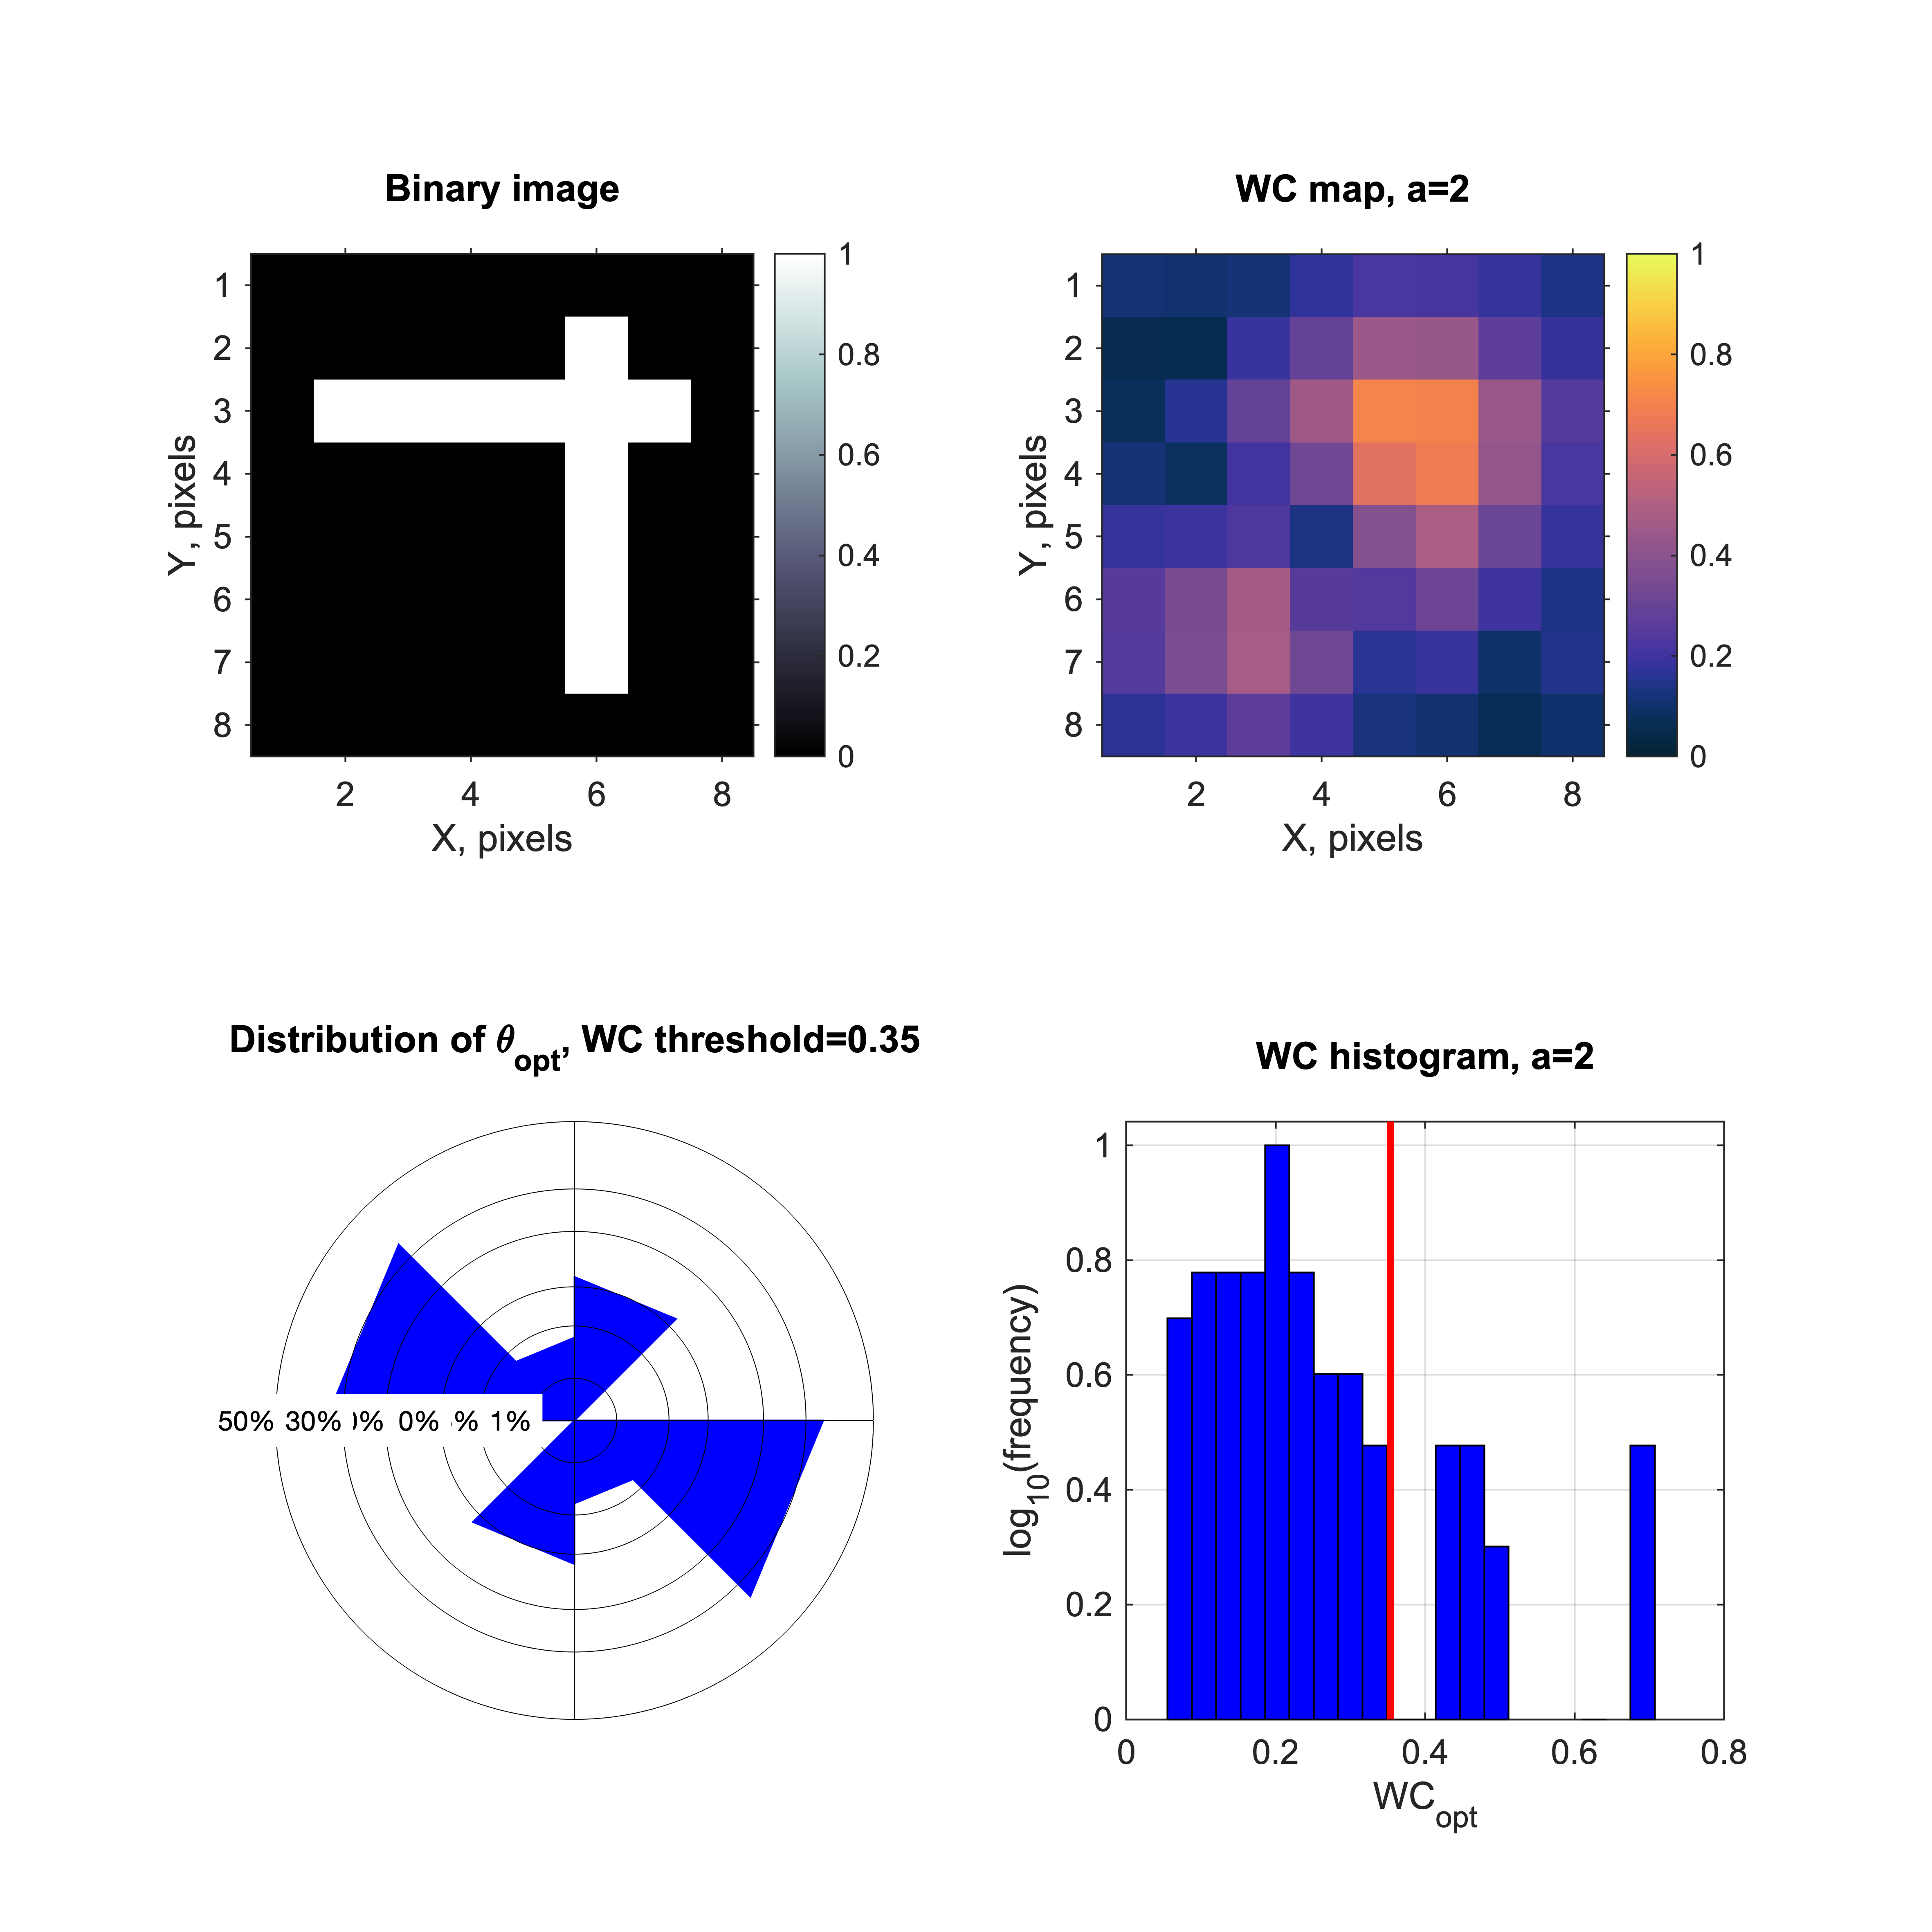 Binary image
1
2
3
4
5
6
7
8
Y, pixels
2 4 6 8
X, pixels
1
0.8
0.6
0.4
0.2
0
WC map, a=2
1
2
3
4
5
6
7
8
Y, pixels
2 4 6 8
X, pixels
1
0.8
0.6
0.4
0.2
0
Distribution of θopt, WC threshold=0.35
50% 30% 0% % 1%
WC histogram, a=2
1
0.8
0.6
0.4
0.2
0
log10(frequency)
0 0.2 0.4 0.6 0.8
WCopt